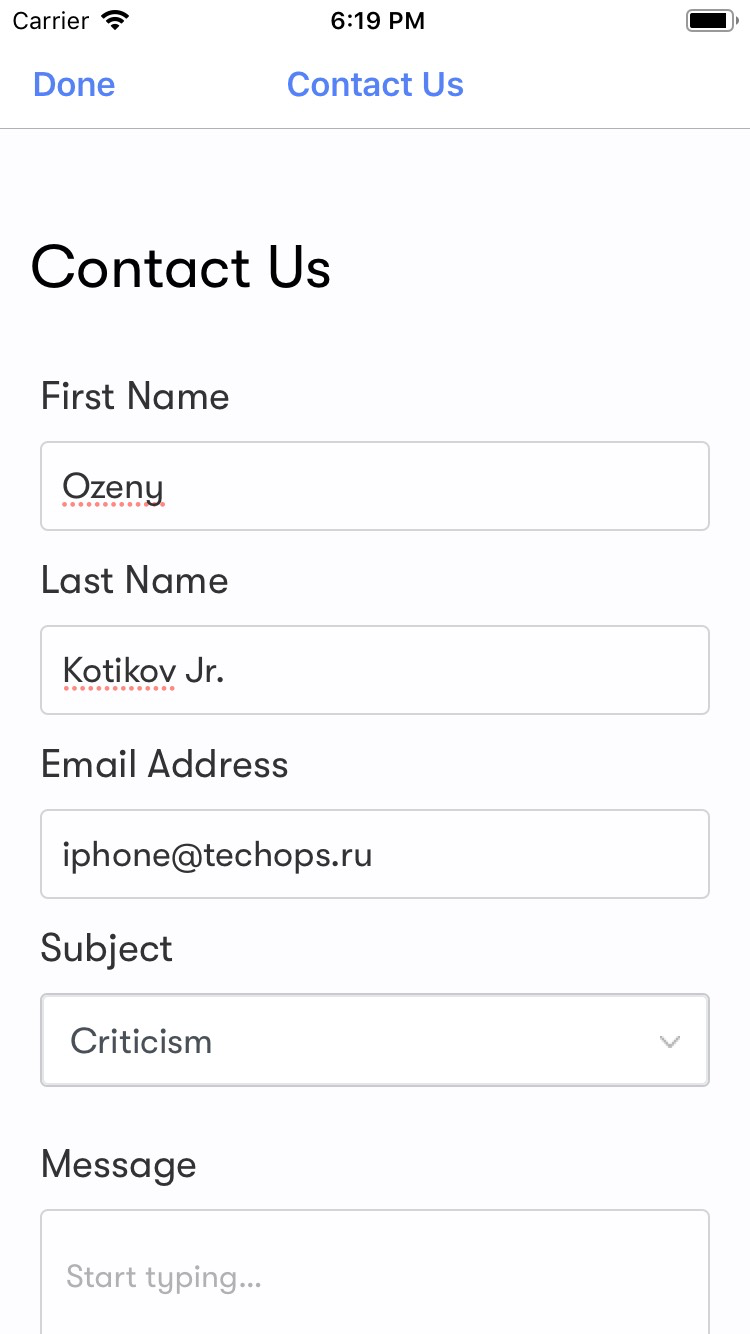 Carrier 6:19 PM
Done Contact Us
Contact Us
First Name
Ozeny
Last Name
Kotikov Jr.
Email Address
iphone@techops.ru
Subject
Criticism
Message
Start typing...